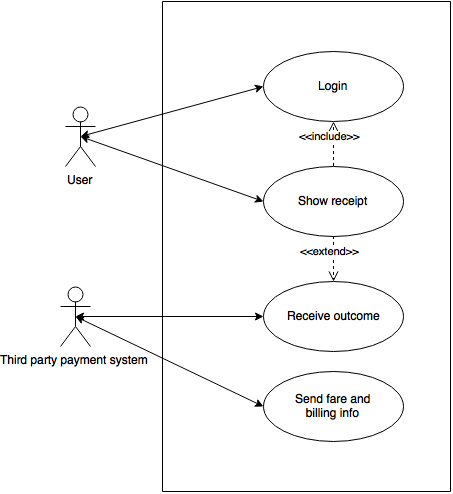 Login
<<include>>
User
Show receipt
<<extend>>
Receive outcome
Third party payment system
Send fare and
billing info